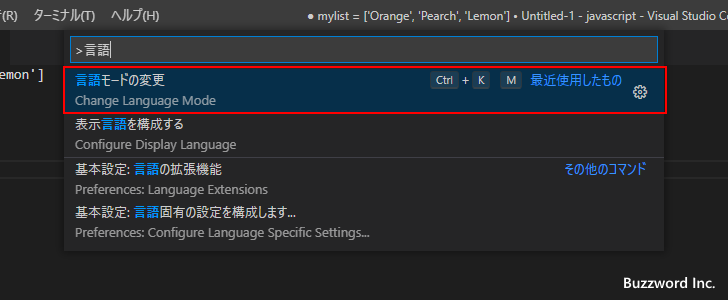 (R) ターミナル(T) ヘルプ(H) ● mylist = ['Orange', 'Pearch', 'Lemon'] • Untitled-1 - javascript - Visual Studio Co
>言語
emon']
言語モードの変更 Ctrl + K M 最近使用したもの
Change Language Mode
表示言語を構成する
Configure Display Language
基本設定: 言語の拡張機能 その他のコマンド
Preferences: Language Extensions
基本設定: 言語固有の設定を構成します...
Preferences: Configure Language Specific Settings...
Buzzword Inc.